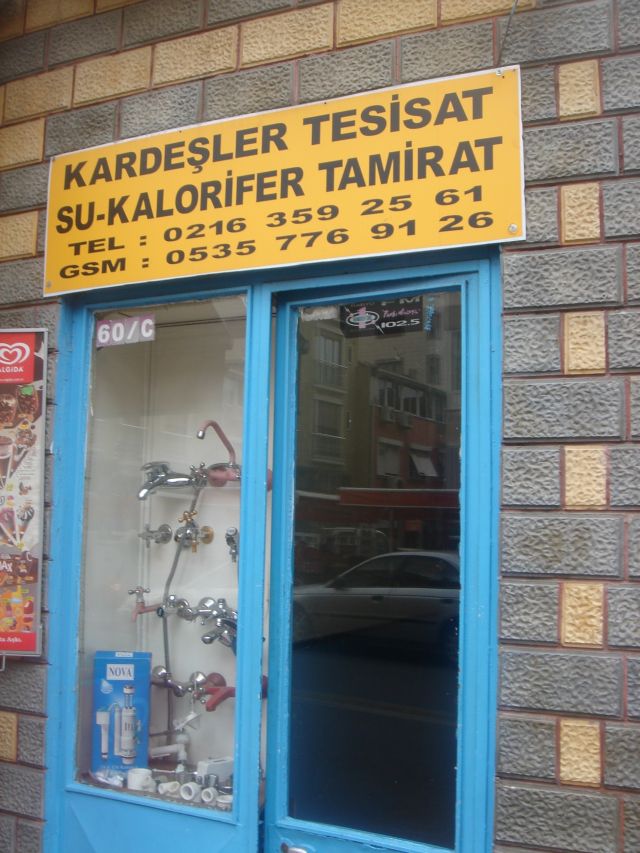 KARDEŞLER TESİSAT
SU-KALORİFER TAMİRAT
TEL : 0216 359 25 61
GSM : 0535 776 91 26
60/C
FM
102.5
ALGIDA
NOVA